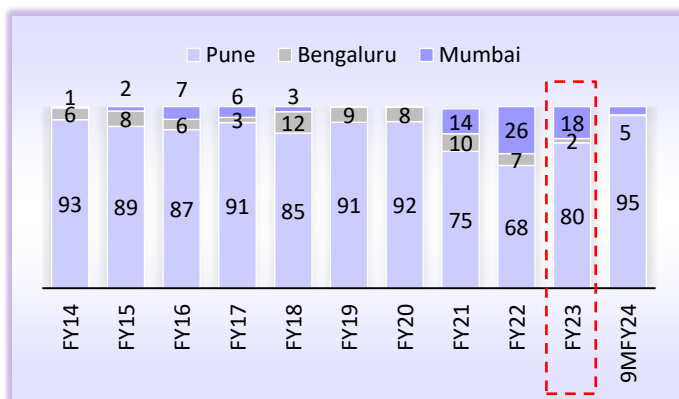 Pune Bengaluru Mumbai
1 2 7 6 3
6 8 6 3 12 9 8 14 26 18
10 7 2 5
93 89 87 91 85 91 92 75 68 80 95
FY14 FY15 FY16 FY17 FY18 FY19 FY20 FY21 FY22 FY23 9MFY24